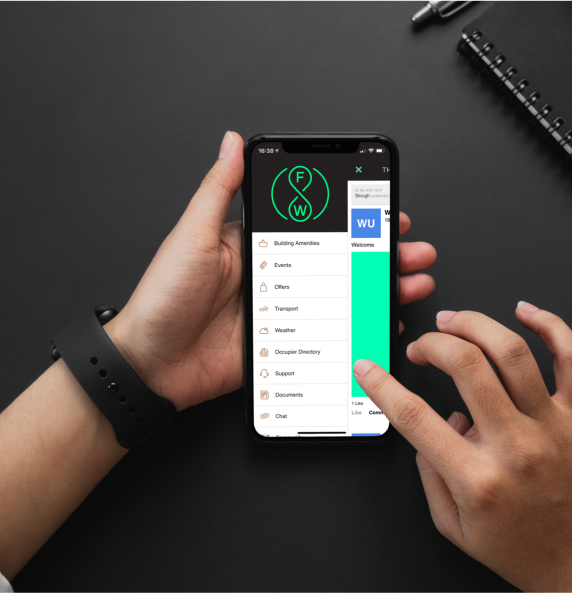 16:38
F
W
TH
Slough
WU
W
Welcome
Building Amenities
Events
Offers
Transport
Weather
Occupier Directory
Support
Documents
Chat
1 Like
Like Comm